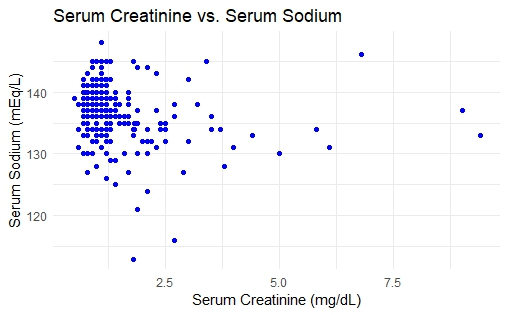 Serum Creatinine vs. Serum Sodium
Serum Sodium (mEq/L)
140
130
120
2.5 5.0 7.5
Serum Creatinine (mg/dL)